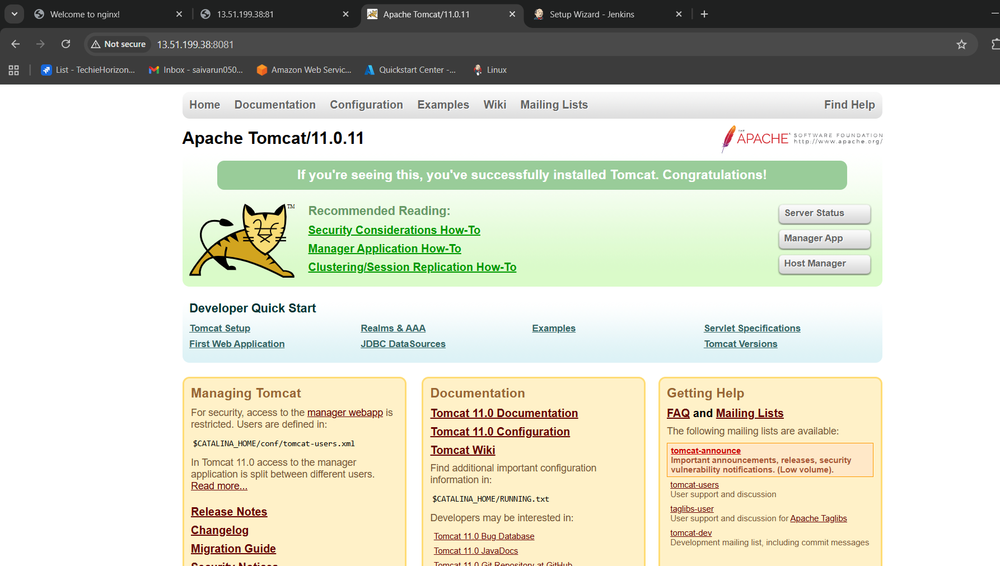 Welcome to nginx!
13.51.199.38:81
Apache Tomcat/11.0.11
Setup Wizard - Jenkins
Not secure
13.51.199.38:8081
List - TechieHorizon...
Inbox - saivarun050...
Amazon Web Servic...
Quickstart Center -...
Linux
Home Documentation Configuration Examples Wiki Mailing Lists Find Help
Apache Tomcat/11.0.11
THE APACHE SOFTWARE FOUNDATION
http://www.apache.org/
If you're seeing this, you've successfully installed Tomcat. Congratulations!
TM
Recommended Reading:
Security Considerations How-To
Manager Application How-To
Clustering/Session Replication How-To
Server Status
Manager App
Host Manager
Developer Quick Start
Tomcat Setup
First Web Application
Realms & AAA
JDBC DataSources
Examples
Servlet Specifications
Tomcat Versions
Managing Tomcat
For security, access to the manager webapp is
restricted. Users are defined in:
$CATALINA_HOME/conf/tomcat-users.xml
In Tomcat 11.0 access to the manager
application is split between different users.
Read more...
Release Notes
Changelog
Migration Guide
Security Notices
Documentation
Tomcat 11.0 Documentation
Tomcat 11.0 Configuration
Tomcat Wiki
Find additional important configuration
information in:
$CATALINA_HOME/RUNNING.txt
Developers may be interested in:
Tomcat 11.0 Bug Database
Tomcat 11.0 JavaDocs
Tomcat 11.0 Git Repository at GitHub
Getting Help
FAQ and Mailing Lists
The following mailing lists are available:
tomcat-announce
Important announcements, releases, security
vulnerability notifications. (Low volume).
tomcat-users
User support and discussion
taglibs-user
User support and discussion for Apache Taglibs
tomcat-dev
Development mailing list, including commit messages